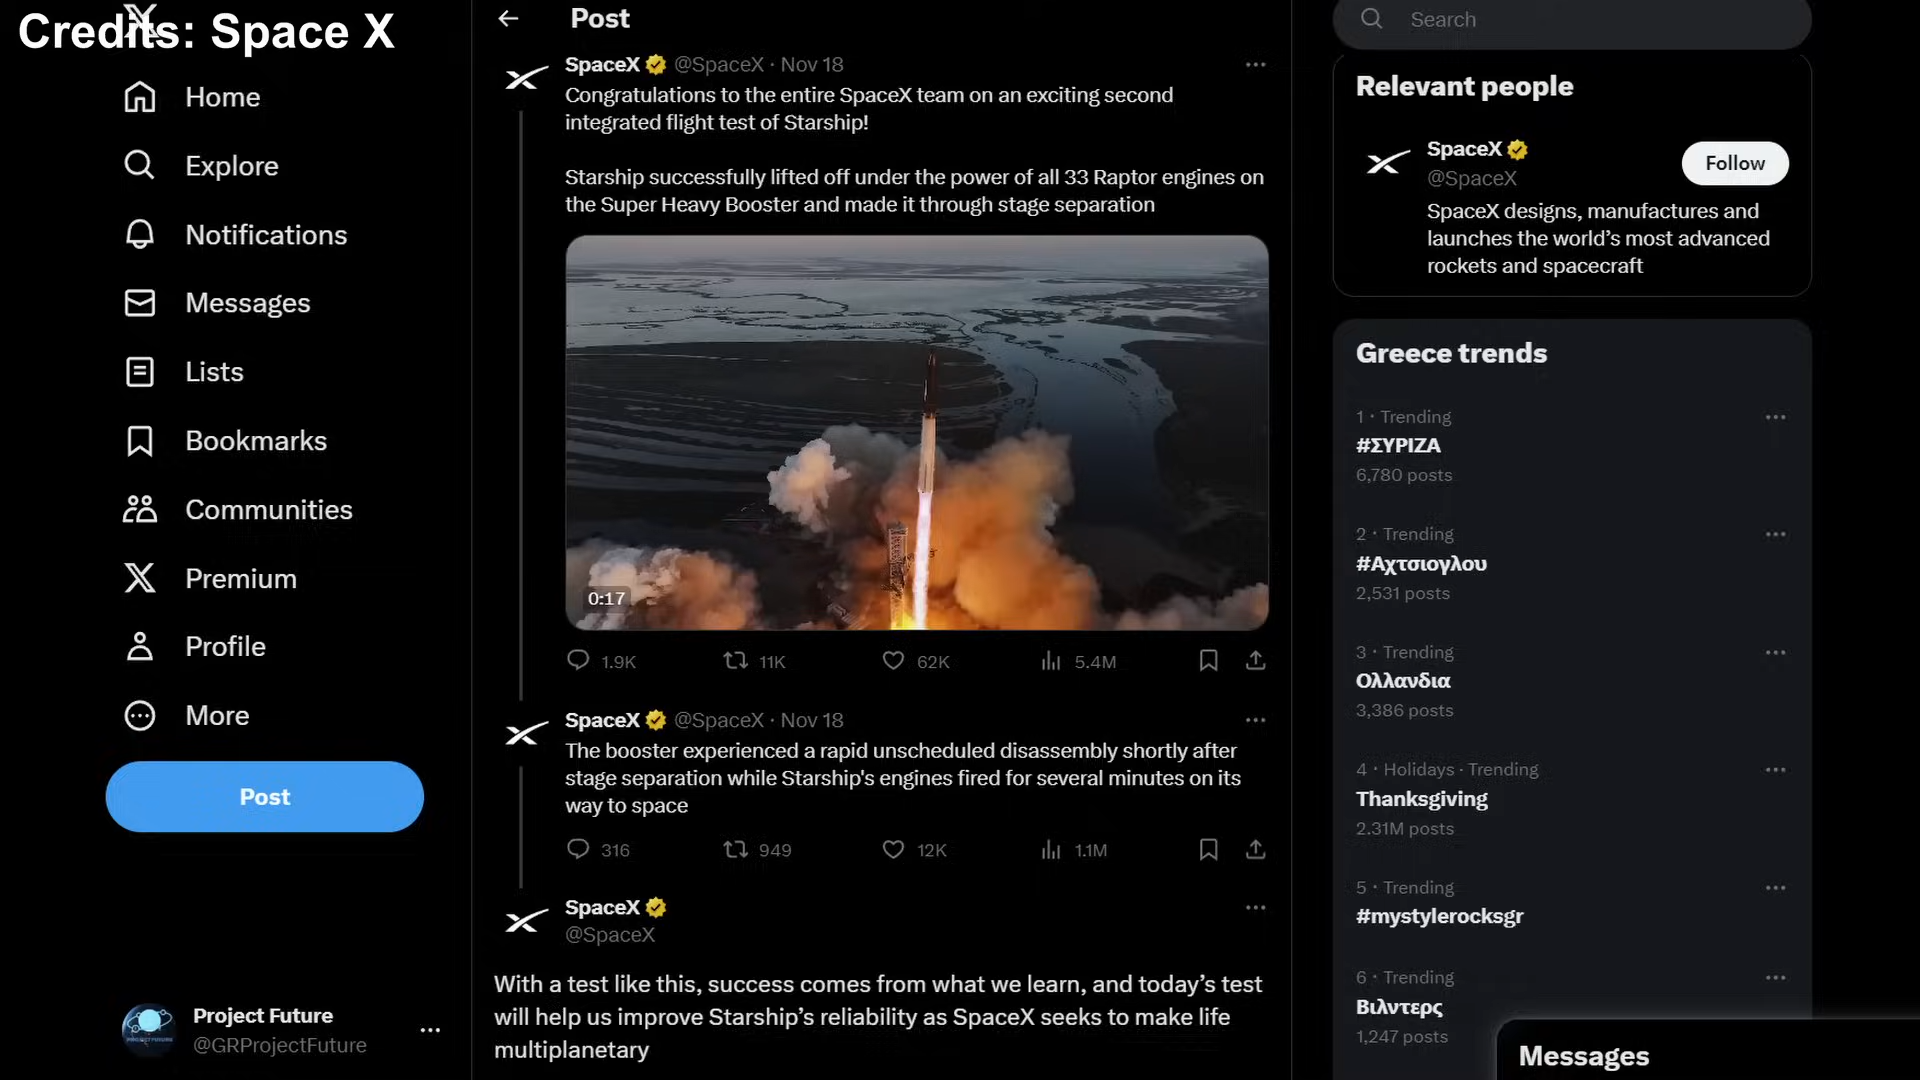 Credits: Space X
Home
Explore
Notifications
Messages
Lists
Bookmarks
Communities
Premium
Profile
More
Post
Project Future
@GRProjectFuture
Post
SpaceX @SpaceX · Nov 18
Congratulations to the entire SpaceX team on an exciting second
integrated flight test of Starship!
Starship successfully lifted off under the power of all 33 Raptor engines on
the Super Heavy Booster and made it through stage separation
0:17
1.9K 11K 62K 5.4M
SpaceX @SpaceX · Nov 18
The booster experienced a rapid unscheduled disassembly shortly after
stage separation while Starship's engines fired for several minutes on its
way to space
316 949 12K 1.1M
SpaceX
@SpaceX
With a test like this, success comes from what we learn, and today’s test
will help us improve Starship’s reliability as SpaceX seeks to make life
multiplanetary
Search
Relevant people
SpaceX
@SpaceX
Follow
SpaceX designs, manufactures and
launches the world’s most advanced
rockets and spacecraft
Greece trends
1 · Trending
#ΣΥΡΙΖΑ
6,780 posts
2 · Trending
#Αχτσιογλου
2,531 posts
3 · Trending
Ολλανδια
3,386 posts
4 · Holidays · Trending
Thanksgiving
2.31M posts
5 · Trending
#mystylerocksgr
6 · Trending
Βιλντερς
1,247 posts
Messages